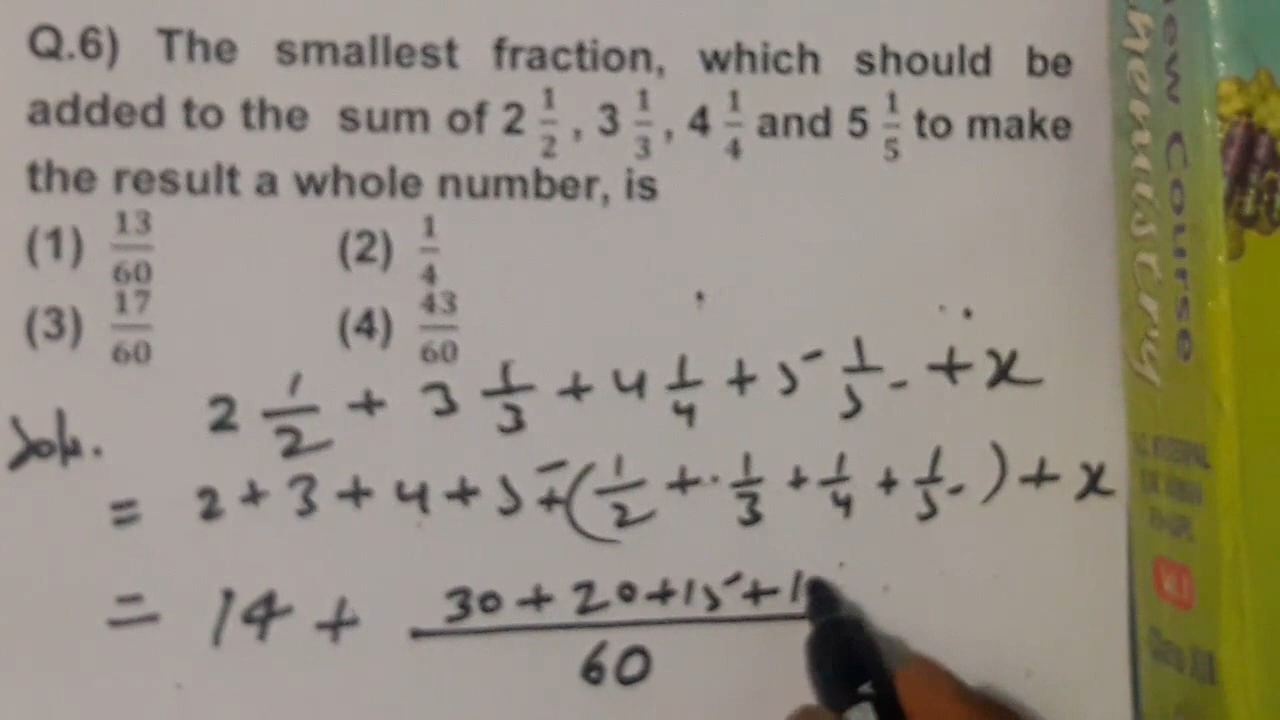 Q.6) The smallest fraction, which should be
added to the sum of 2 1/2, 3 1/3, 4 1/4 and 5 1/5 to make
the result a whole number, is
(1) 13/60 (2) 1/4
(3) 17/60 (4) 43/60
Soln. 2 1/2 + 3 1/3 + 4 1/4 + 5 1/5 + x
= 2 + 3 + 4 + 5 + (1/2 + 1/3 + 1/4 + 1/5) + x
= 14 + (30 + 20 + 15 + 1)/60
ew Course
hemistry